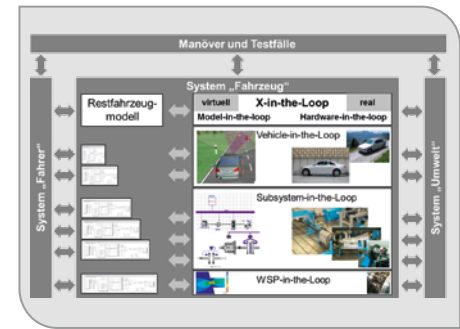 Manöver und Testfälle
System „Fahrzeug"
System „Fahrer"
Restfahrzeug-
modell
virtuell
X-in-the-Loop
real
Model-in-the-loop
Hardware-in-the-loop
Vehicle-in-the-Loop
Subsystem-in-the-Loop
WSP-in-the-Loop
System „Umwelt"